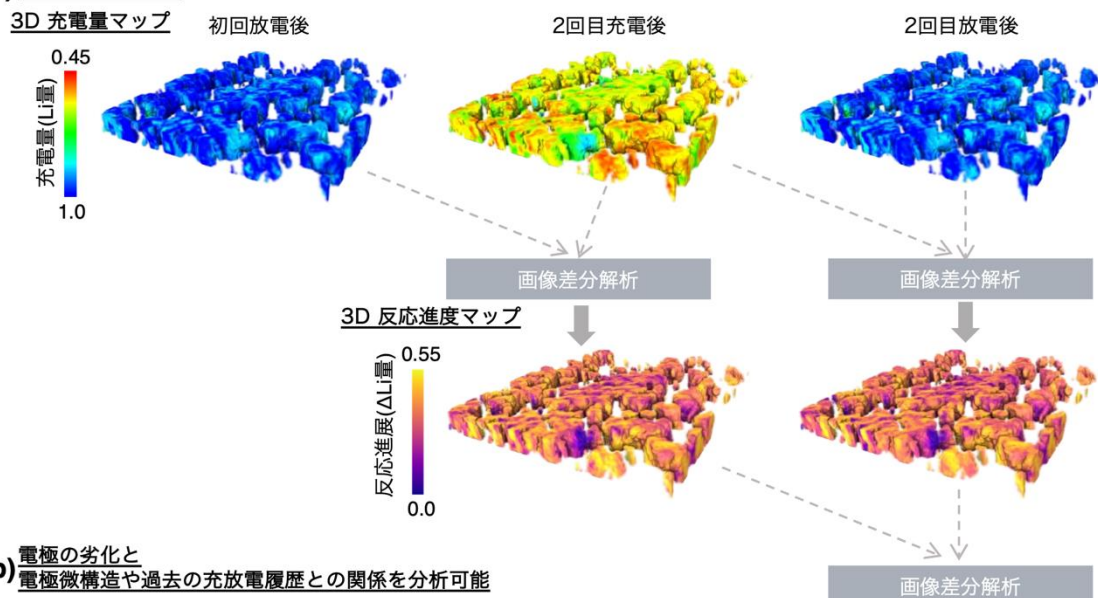 3D 充電量マップ
初回放電後
2回目充電後
2回目放電後
0.45
充電量(Li量)
1.0
画像差分解析
画像差分解析
3D 反応進度マップ
0.55
反応進展(ΔLi量)
0.0
b) 電極の劣化と
電極微構造や過去の充放電履歴との関係を分析可能
画像差分解析